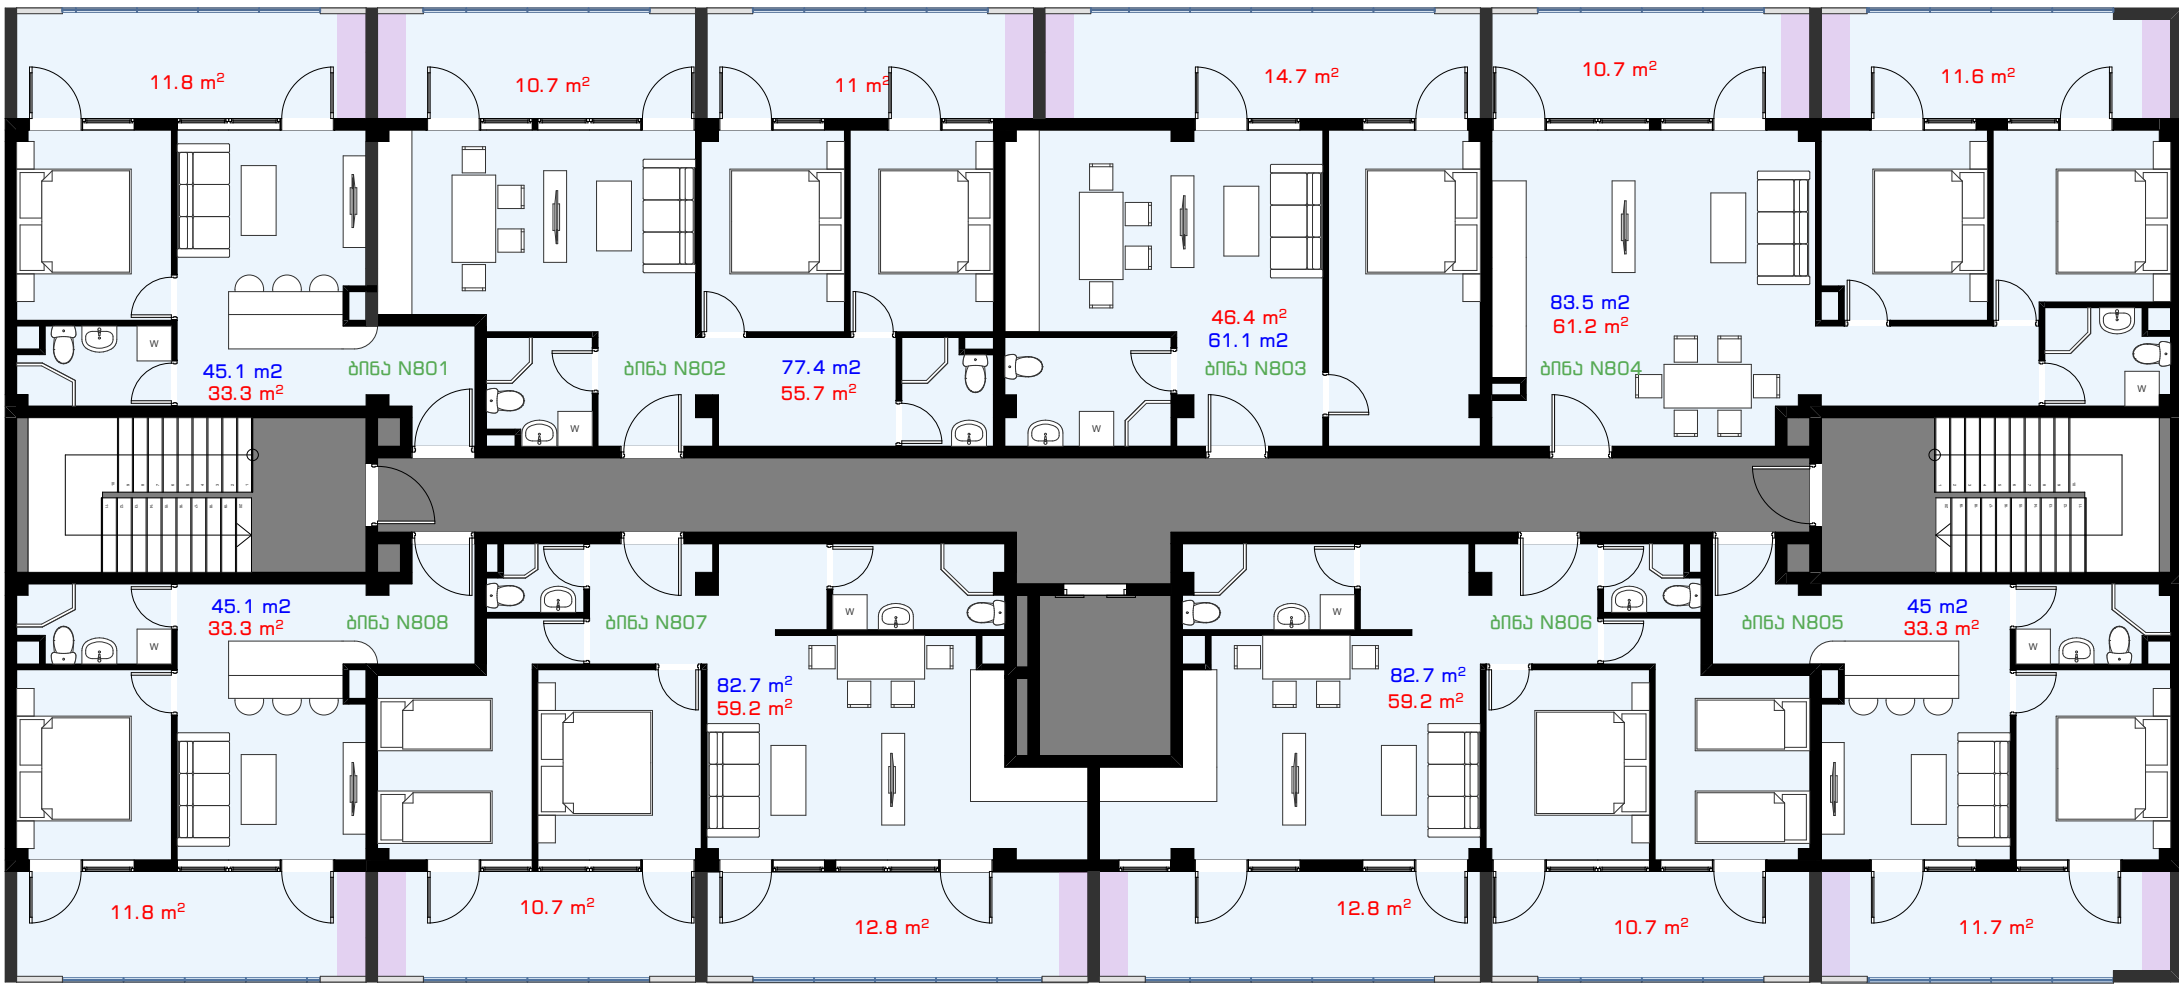 11.8 m²
10.7 m²
11 m²
14.7 m²
10.7 m²
11.6 m²
45.1 m2
33.3 m²
ბინა N801
W
ბინა N802
W
77.4 m2
55.7 m²
46.4 m²
61.1 m2
ბინა N803
W
83.5 m2
61.2 m²
ბინა N804
W
45.1 m2
33.3 m²
ბინა N808
W
ბინა N807
W
82.7 m²
59.2 m²
W
82.7 m²
59.2 m²
ბინა N806
ბინა N805
45 m2
33.3 m²
W
11.8 m²
10.7 m²
12.8 m²
12.8 m²
10.7 m²
11.7 m²